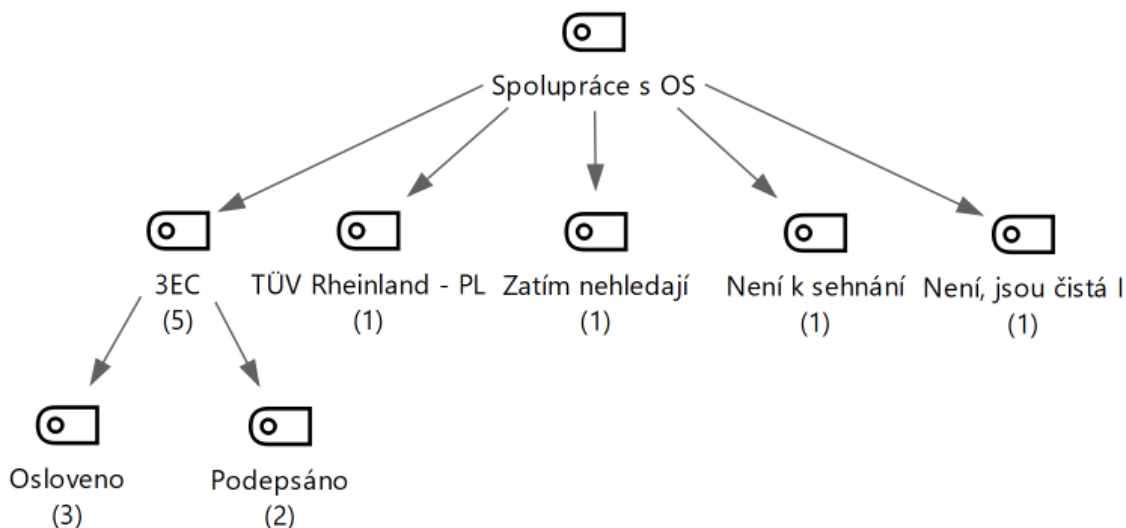 Spolupráce s OS
3EC
(5)
TÜV Rheinland - PL
(1)
Zatím nehledají
(1)
Není k sehnání
(1)
Není, jsou čistá I
(1)
Osloveno
(3)
Podepsáno
(2)